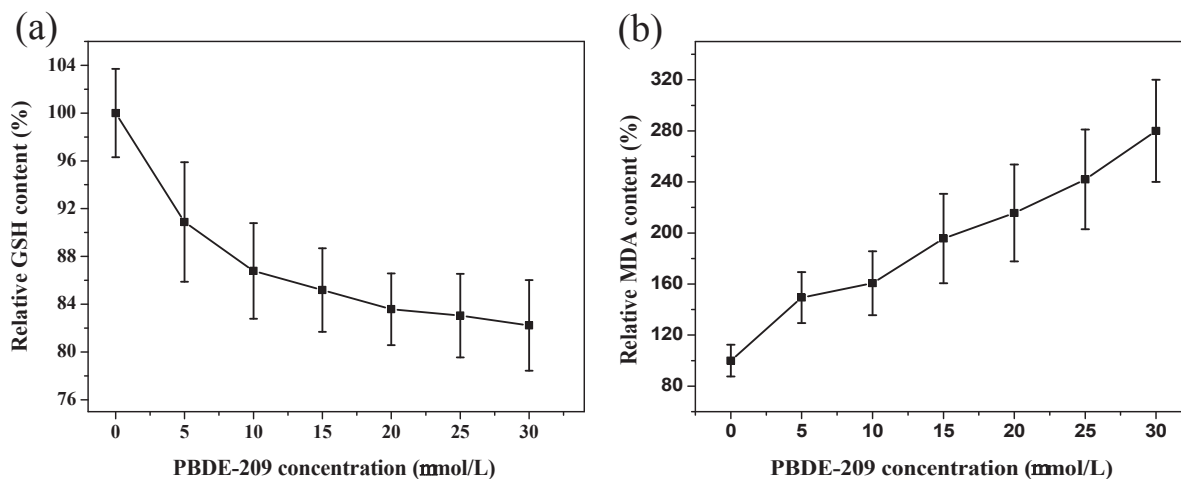 (a)
Relative GSH content (%)
104
100
96
92
88
84
80
76
0 5 10 15 20 25 30
PBDE-209 concentration (mmol/L)
(b)
Relative MDA content (%)
320
280
240
200
160
120
80
0 5 10 15 20 25 30
PBDE-209 concentration (mmol/L)